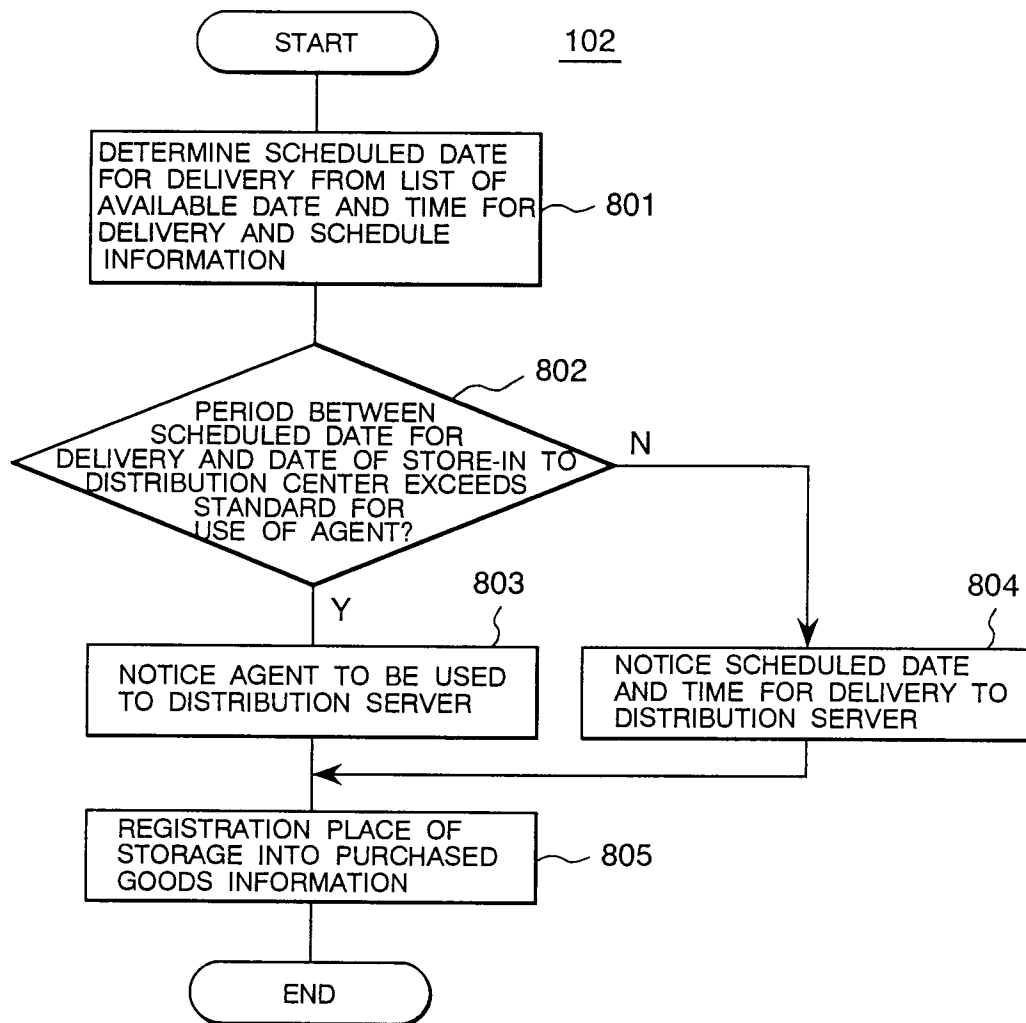 START
102
DETERMINE SCHEDULED DATE
FOR DELIVERY FROM LIST OF
AVAILABLE DATE AND TIME FOR
DELIVERY AND SCHEDULE
INFORMATION
801
802
PERIOD BETWEEN
SCHEDULED DATE FOR
DELIVERY AND DATE OF STORE-IN TO
DISTRIBUTION CENTER EXCEEDS
STANDARD FOR
USE OF AGENT?
N
Y
803
NOTICE AGENT TO BE USED
TO DISTRIBUTION SERVER
804
NOTICE SCHEDULED DATE
AND TIME FOR DELIVERY TO
DISTRIBUTION SERVER
REGISTRATION PLACE OF
STORAGE INTO PURCHASED
GOODS INFORMATION
805
END